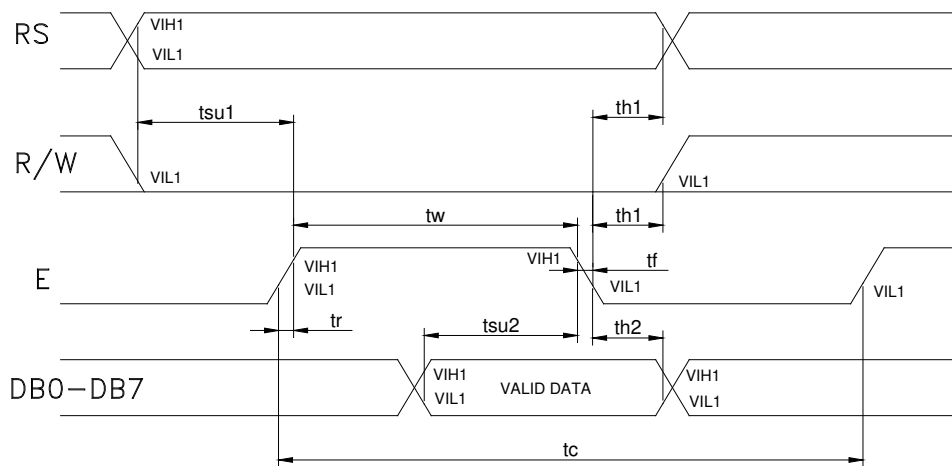 RS
VIH1
VIL1
tsu1
th1
R/W
VIL1
VIL1
tw
th1
E
VIH1
VIL1
VIH1
tf
VIL1
VIL1
tr
tsu2
th2
DB0-DB7
VIH1
VIL1
VALID DATA
VIH1
VIL1
tc